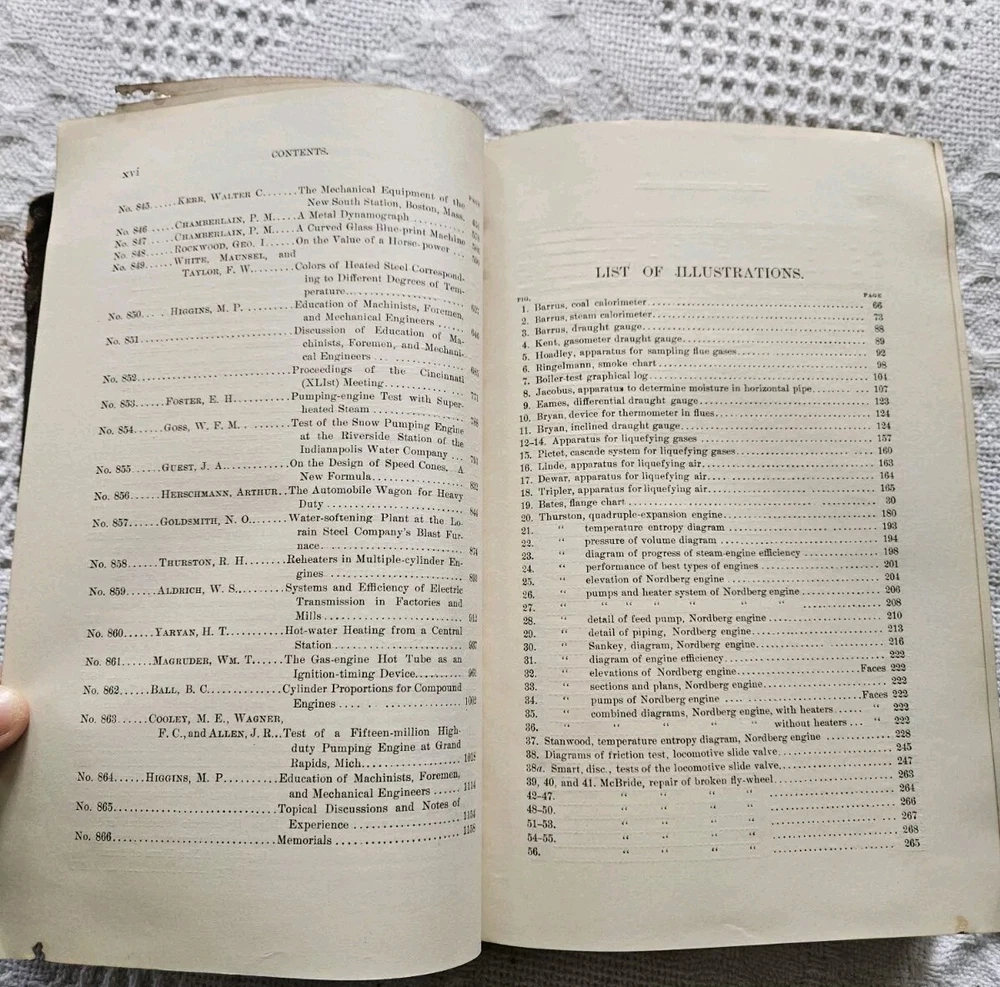 xvi
CONTENTS.
PAGE
No. 845......KERR, WALTER C.......The Mechanical Equipment of the
New South Station, Boston, Mass.
No. 846 ....CHAMBERLAIN, P. M.....A Metal Dynamograph
No. 847 ....CHAMBERLAIN, P. M.....A Curved Glass Blue-print Machine
No. 848.....ROCKWOOD, GEO. I....On the Value of a Horse-power ...
No. 849.....WHITE, MAUNSEL, and
TAYLOR, F. W.........Colors of Heated Steel Correspond-
ing to Different Degrees of Tem-
perature
No. 850.... HIGGINS, M. P.........Education of Machinists, Foremen,
and Mechanical Engineers ......
No. 851..............................Discussion of Education of Ma-
chinists, Foremen, and Mechani-
cal Engineers
No. 852..............................Proceedings of the Cincinnati
(XLIst) Meeting
No. 853.....FOSTER, E. H..........Pumping-engine Test with Super-
heated Steam
No. 854.....GOSS, W. F. M. .......Test of the Snow Pumping Engine
at the Riverside Station of the
Indianapolis Water Company ...
No. 855 .....GUEST, J. A...........On the Design of Speed Cones. A
New Formula
No. 856 .....HERSCHMANN, ARTHUR..The Automobile Wagon for Heavy
Duty
No. 857......GOLDSMITH, N. O......Water-softening Plant at the Lo-
rain Steel Company's Blast Fur-
nace
No. 858......THURSTON, R. H.......Reheaters in Multiple-cylinder En-
gines
No. 859......ALDRICH, W. S.........Systems and Efficiency of Electric
Transmission in Factories and
Mills
No. 860.....YARYAN, H. T.........Hot-water Heating from a Central
Station
No. 861.....MAGRUDER, WM. T......The Gas-engine Hot Tube as an
Ignition-timing Device
No. 862.....BALL, B. C............Cylinder Proportions for Compound
Engines .... 1002
No. 863.....COOLEY, M. E., WAGNER,
F. C., and ALLEN, J. R...Test of a Fifteen-million High-
duty Pumping Engine at Grand
Rapids, Mich.............. 1018
No. 864.....HIGGINS, M. P.........Education of Machinists, Foremen,
and Mechanical Engineers ...... 1114
No. 865..............................Topical Discussions and Notes of
Experience .................. 1134
No. 866..............................Memorials ................... 1158
LIST OF ILLUSTRATIONS.
FIG. PAGE
1. Barrus, coal calorimeter.............. 66
2. Barrus, steam calorimeter.............. 73
3. Barrus, draught gauge.............. 88
4. Kent, gasometer draught gauge.............. 89
5. Hoadley, apparatus for sampling flue gases.............. 92
6. Ringelmann, smoke chart.............. 98
7. Boiler-test graphical log.............. 104
8. Jacobus, apparatus to determine moisture in horizontal pipe........ 107
9. Eames, differential draught gauge.............. 123
10. Bryan, device for thermometer in flues.............. 124
11. Bryan, inclined draught gauge.............. 124
12-14. Apparatus for liquefying gases .............. 157
15. Pictet, cascade system for liquefying gases.............. 160
16. Linde, apparatus for liquefying air.............. 163
17. Dewar, apparatus for liquefying air.............. 164
18. Tripler, apparatus for liquefying air.............. 165
19. Bates, flange chart.............. 30
20. Thurston, quadruple-expansion engine.............. 180
21. " temperature entropy diagram .............. 193
22. " pressure of volume diagram .............. 194
23. " diagram of progress of steam-engine efficiency .......... 198
24. " performance of best types of engines .............. 201
25. " elevation of Nordberg engine .............. 204
26. " pumps and heater system of Nordberg engine .......... 206
27. " " " " " " " .......... 208
28. " detail of feed pump, Nordberg engine .............. 210
29. " detail of piping, Nordberg engine.............. 213
30. " Sankey, diagram, Nordberg engine.............. 216
31. " diagram of engine efficiency.............. 222
32. " elevations of Nordberg engine ..............Faces 222
33. " sections and plans, Nordberg engine.............. 222
34. " pumps of Nordberg engine ..............Faces 222
35. " combined diagrams, Nordberg engine, with heaters...... " 222
36. " " " " without heaters... " 222
37. Stanwood, temperature entropy diagram, Nordberg engine .......... 228
38. Diagrams of friction test, locomotive slide valve.............. 245
38a. Smart, disc., tests of the locomotive slide valve.............. 247
39, 40, and 41. McBride, repair of broken fly-wheel.............. 263
42-47. " " " " .............. 264
48-50. " " " " .............. 266
51-53. " " " " .............. 267
54-55. " " " " .............. 268
56. " " " " .............. 265